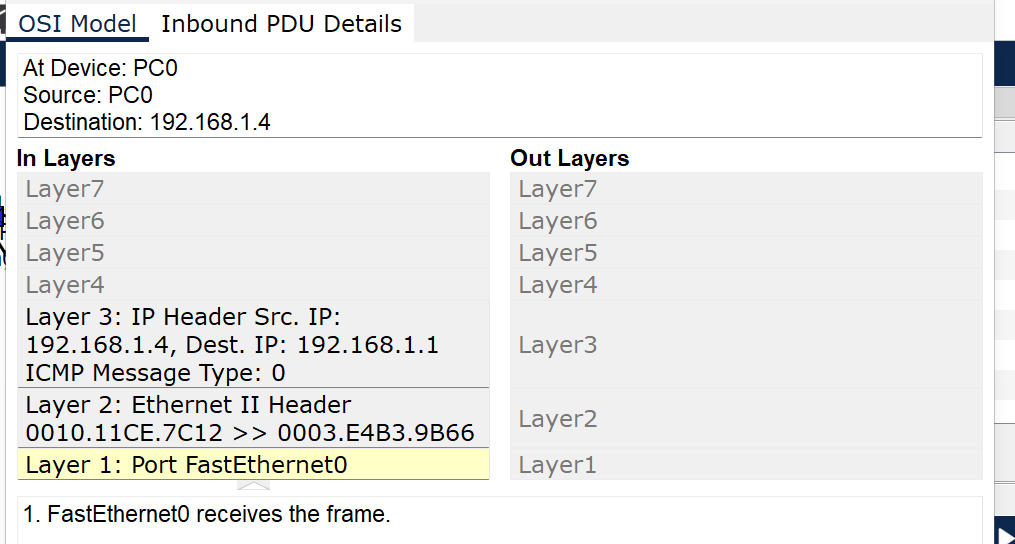 OSI Model Inbound PDU Details
At Device: PC0
Source: PC0
Destination: 192.168.1.4
In Layers
Layer7
Layer6
Layer5
Layer4
Layer 3: IP Header Src. IP:
192.168.1.4, Dest. IP: 192.168.1.1
ICMP Message Type: 0
Layer 2: Ethernet II Header
0010.11CE.7C12 >> 0003.E4B3.9B66
Layer 1: Port FastEthernet0
Out Layers
Layer7
Layer6
Layer5
Layer4
Layer3
Layer2
Layer1
1. FastEthernet0 receives the frame.